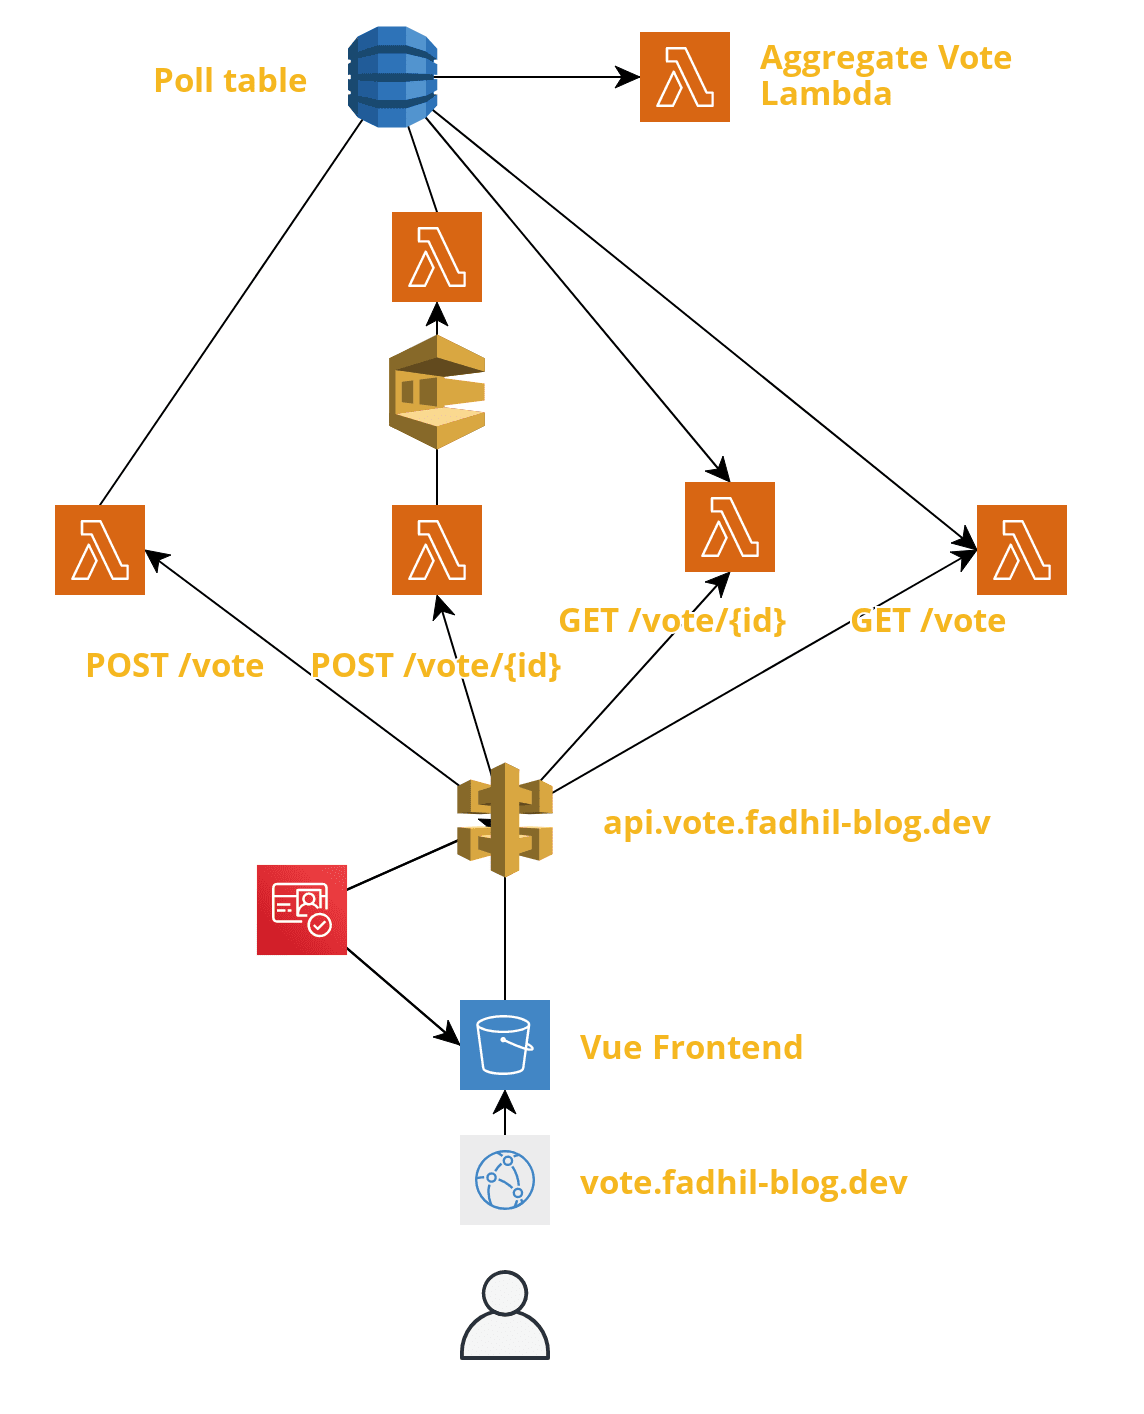 Poll table
Aggregate Vote
Lambda
GET /vote/{id}
GET /vote
POST /vote
POST /vote/{id}
api.vote.fadhil-blog.dev
Vue Frontend
vote.fadhil-blog.dev